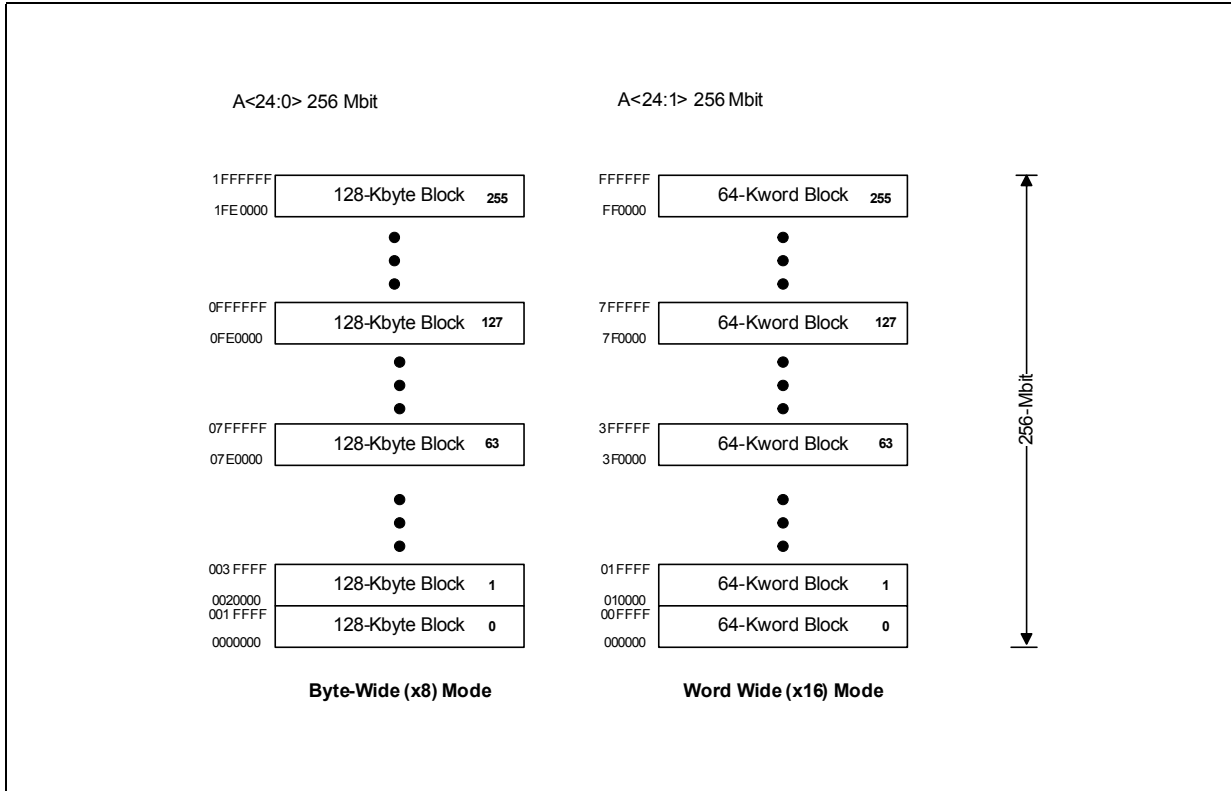 A<24:0> 256 Mbit
A<24:1> 256 Mbit
1FFFFFF
128-Kbyte Block 255
1FE0000
FFFFFF
64-Kword Block 255
FF0000
0FFFFFF
128-Kbyte Block 127
0FE0000
7FFFFF
64-Kword Block 127
7F0000
07FFFFF
128-Kbyte Block 63
07E0000
3FFFFF
64-Kword Block 63
3F0000
003FFFF
128-Kbyte Block 1
0020000
01FFFF
64-Kword Block 1
010000
001FFFF
128-Kbyte Block 0
0000000
00FFFF
64-Kword Block 0
000000
256-Mbit
Byte-Wide (x8) Mode
Word Wide (x16) Mode